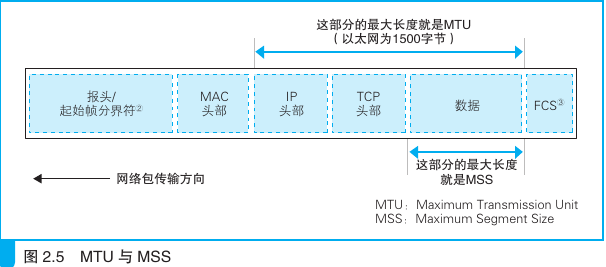 这部分的最大长度就是MTU
（以太网为1500字节）
报头/
起始帧分界符②
MAC
头部
IP
头部
TCP
头部
数据
FCS③
这部分的最大长度
就是MSS
网络包传输方向
MTU：Maximum Transmission Unit
MSS：Maximum Segment Size
图 2.5 MTU 与 MSS